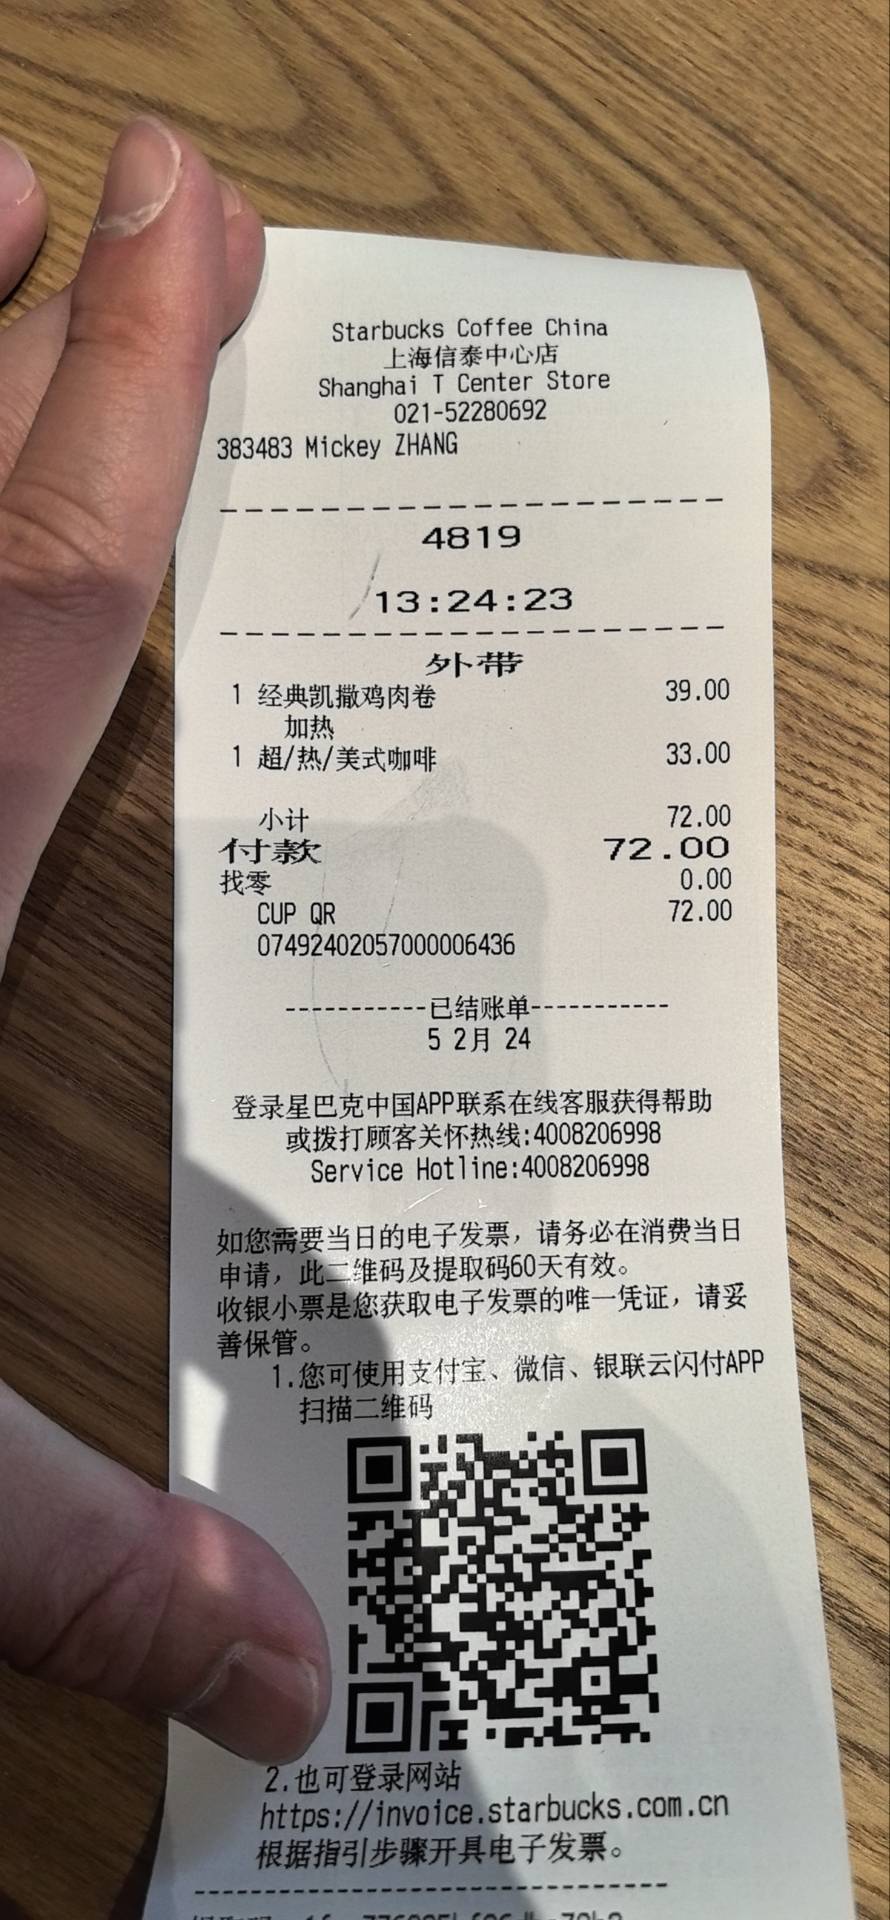 Starbucks Coffee China
上海信泰中心店
Shanghai T Center Store
021-52280692
383483 Mickey ZHANG
4819
13:24:23
外带
1 经典凯撒鸡肉卷 39.00
加热
1 超/热/美式咖啡 33.00
小计 72.00
付款 72.00
找零 0.00
CUP QR 72.00
07492402057000006436
-----------已结账单-----------
5 2月 24
登录星巴克中国APP联系在线客服获得帮助
或拨打顾客关怀热线:4008206998
Service Hotline:4008206998
如您需要当日的电子发票，请务必在消费当日
申请，此二维码及提取码60天有效。
收银小票是您获取电子发票的唯一凭证，请妥
善保管。
1.您可使用支付宝、微信、银联云闪付APP
扫描二维码
2.也可登录网站
https://invoice.starbucks.com.cn
根据指引步骤开具电子发票。